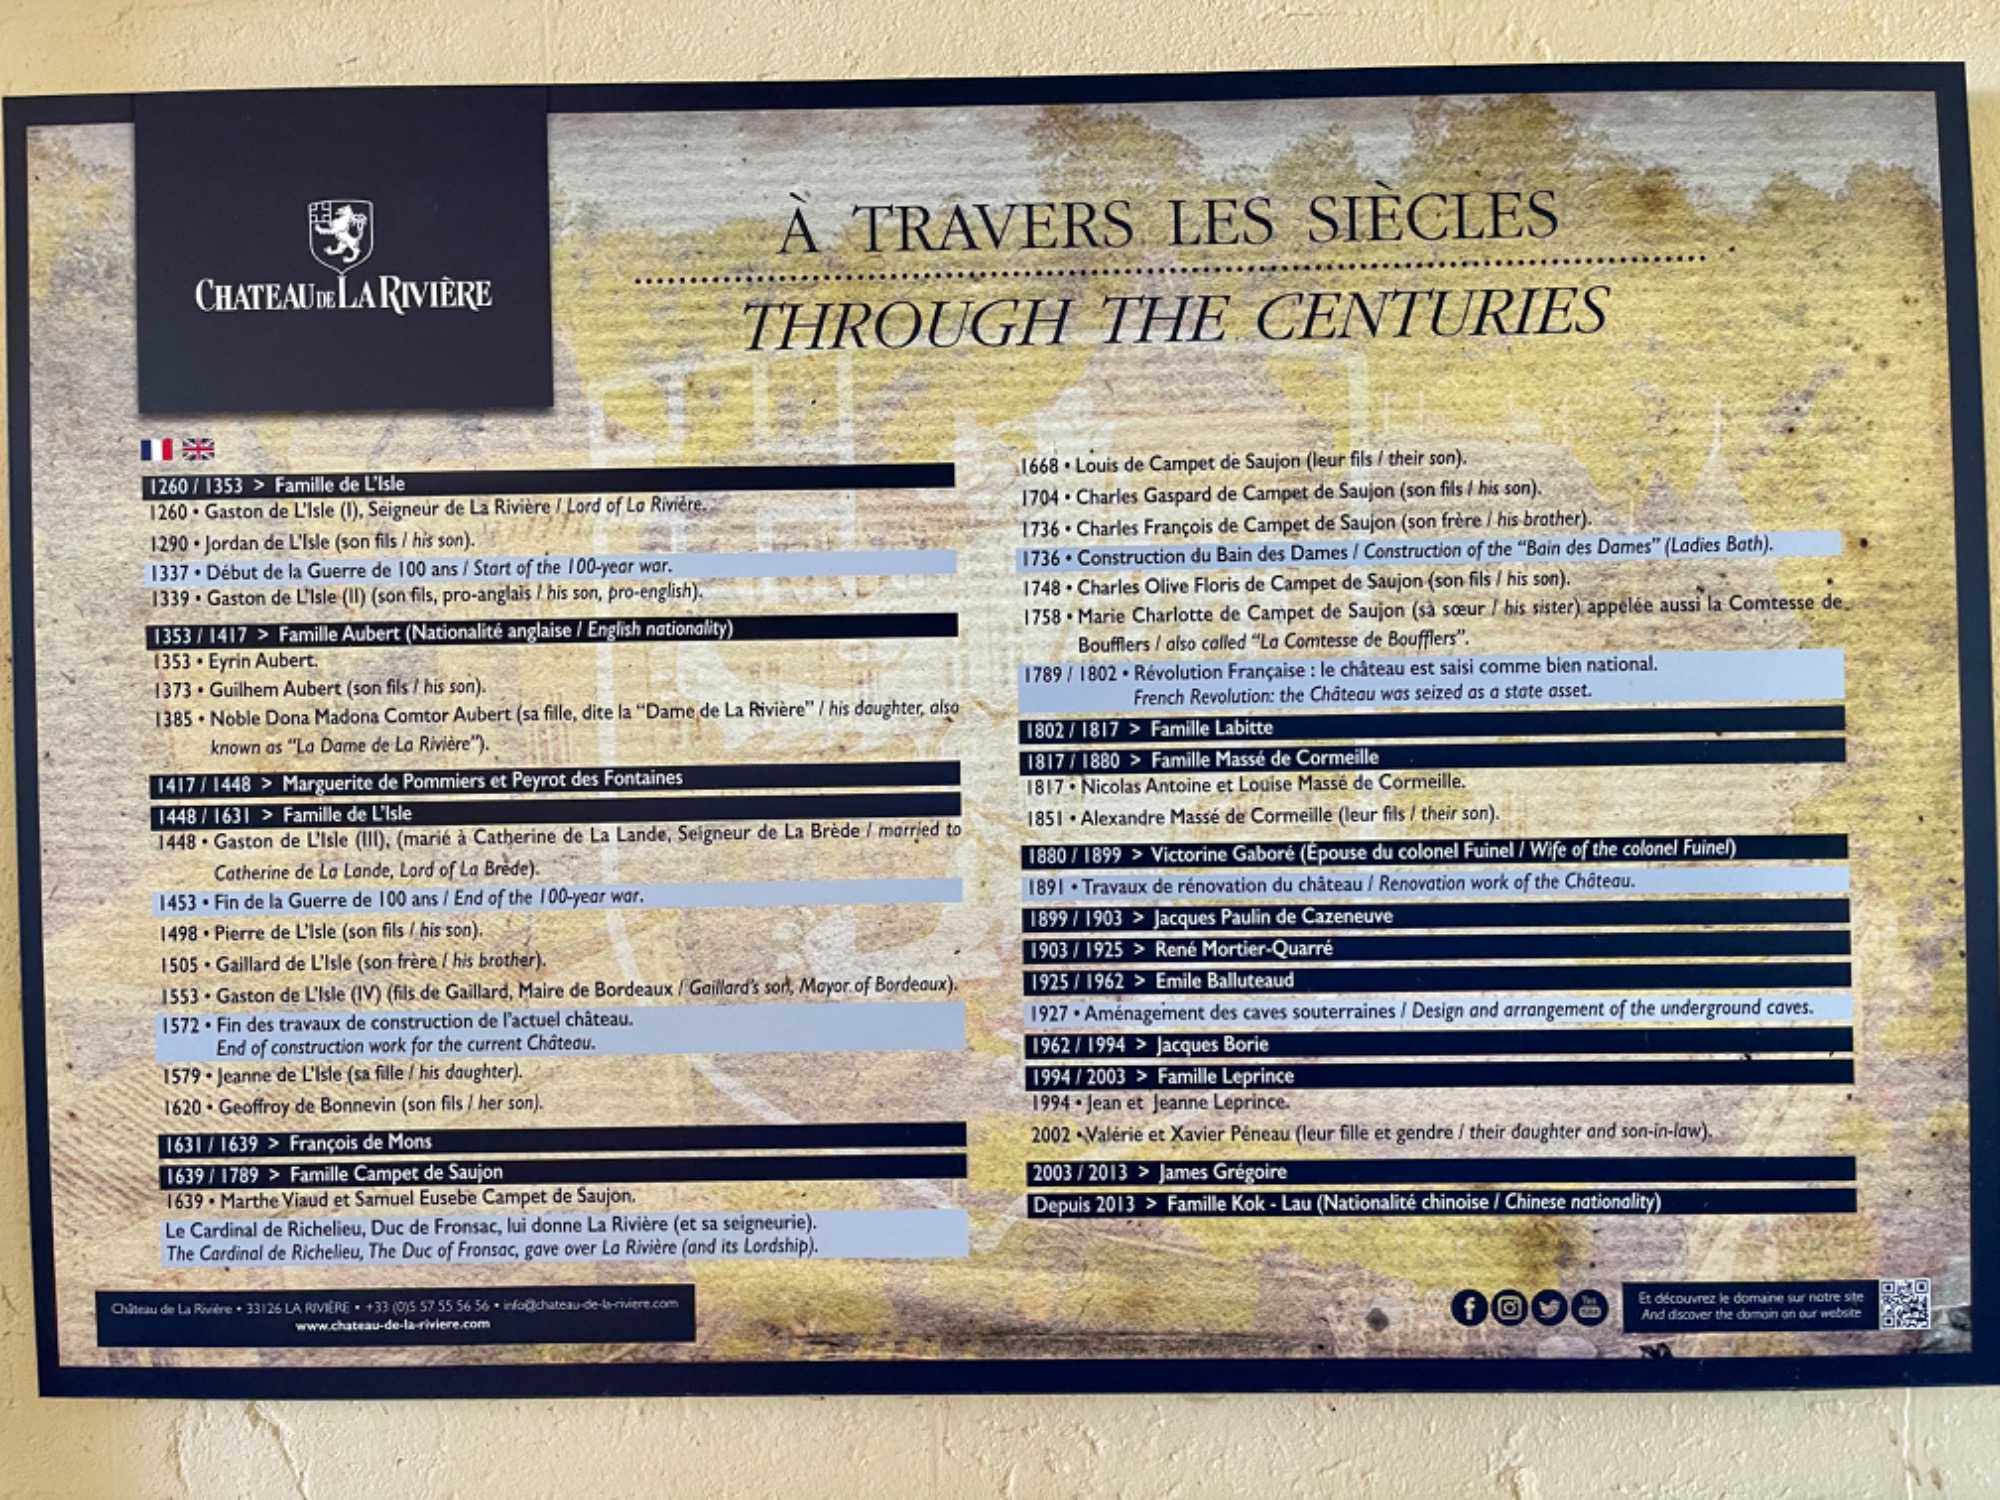 CHATEAU DE LA RIVIÈRE
À TRAVERS LES SIÈCLES
THROUGH THE CENTURIES
1260 / 1353 > Famille de L'Isle
1260 • Gaston de L'Isle (I), Seigneur de La Rivière / Lord of La Rivière.
1290 • Jordan de L'Isle (son fils / his son).
1337 • Début de la Guerre de 100 ans / Start of the 100-year war.
1339 • Gaston de L'Isle (II) (son fils, pro-anglais / his son, pro-english).
1353 / 1417 > Famille Aubert (Nationalité anglaise / English nationality)
1353 • Eyrin Aubert.
1373 • Guilhem Aubert (son fils / his son).
1385 • Noble Dona Madona Comtor Aubert (sa fille, dite la “Dame de La Rivière” / his daughter, also
known as “La Dame de La Rivière”).
1417 / 1448 > Marguerite de Pommiers et Peyrot des Fontaines
1448 / 1631 > Famille de L'Isle
1448 • Gaston de L'Isle (III), (marié à Catherine de La Lande, Seigneur de La Brède / married to
Catherine de La Lande, Lord of La Brède).
1453 • Fin de la Guerre de 100 ans / End of the 100-year war.
1498 • Pierre de L'Isle (son fils / his son).
1505 • Gaillard de L'Isle (son frère / his brother).
1553 • Gaston de L'Isle (IV) (fils de Gaillard, Maire de Bordeaux / Gaillard's son, Mayor of Bordeaux).
1572 • Fin des travaux de construction de l'actuel château.
End of construction work for the current Château.
1579 • Jeanne de L'Isle (sa fille / his daughter).
1620 • Geoffroy de Bonnevin (son fils / her son).
1631 / 1639 > François de Mons
1639 / 1789 > Famille Campet de Saujon
1639 • Marthe Viaud et Samuel Eusebe Campet de Saujon.
Le Cardinal de Richelieu, Duc de Fronsac, lui donne La Rivière (et sa seigneurie).
The Cardinal de Richelieu, The Duc of Fronsac, gave over La Rivière (and its Lordship).
1668 • Louis de Campet de Saujon (leur fils / their son).
1704 • Charles Gaspard de Campet de Saujon (son fils / his son).
1736 • Charles François de Campet de Saujon (son frère / his brother).
1736 • Construction du Bain des Dames / Construction of the “Bain des Dames” (Ladies Bath).
1748 • Charles Olive Floris de Campet de Saujon (son fils / his son).
1758 • Marie Charlotte de Campet de Saujon (sa sœur / his sister) appelée aussi la Comtesse de
Boufflers / also called “La Comtesse de Boufflers”.
1789 / 1802 • Révolution Française : le château est saisi comme bien national.
French Revolution: the Château was seized as a state asset.
1802 / 1817 > Famille Labitte
1817 / 1880 > Famille Massé de Cormeille
1817 • Nicolas Antoine et Louise Massé de Cormeille.
1851 • Alexandre Massé de Cormeille (leur fils / their son).
1880 / 1899 > Victorine Gaboré (Épouse du colonel Fuinel / Wife of the colonel Fuinel)
1891 • Travaux de rénovation du château / Renovation work of the Château.
1899 / 1903 > Jacques Paulin de Cazeneuve
1903 / 1925 > René Mortier-Quarré
1925 / 1962 > Emile Balluteaud
1927 • Aménagement des caves souterraines / Design and arrangement of the underground caves.
1962 / 1994 > Jacques Borie
1994 / 2003 > Famille Leprince
1994 • Jean et Jeanne Leprince.
2002 • Valérie et Xavier Péneau (leur fille et gendre / their daughter and son-in-law).
2003 / 2013 > James Grégoire
Depuis 2013 > Famille Kok - Lau (Nationalité chinoise / Chinese nationality)
Château de La Rivière • 33126 LA RIVIÈRE • +33 (0)5 57 55 56 56 • info@chateau-de-la-riviere.com
www.chateau-de-la-riviere.com
You Tube
Et découvrez le domaine sur notre site
And discover the domain on our website